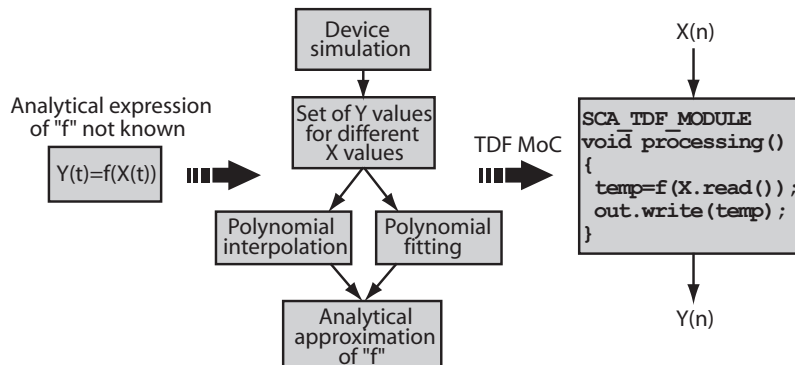 Analytical expression
of "f" not known
Y(t)=f(X(t))
Device
simulation
Set of Y values
for different
X values
Polynomial
interpolation
Polynomial
fitting
Analytical
approximation
of "f"
TDF MoC
X(n)
SCA_TDF_MODULE
void processing()
{
temp=f(X.read());
out.write(temp);
}
Y(n)